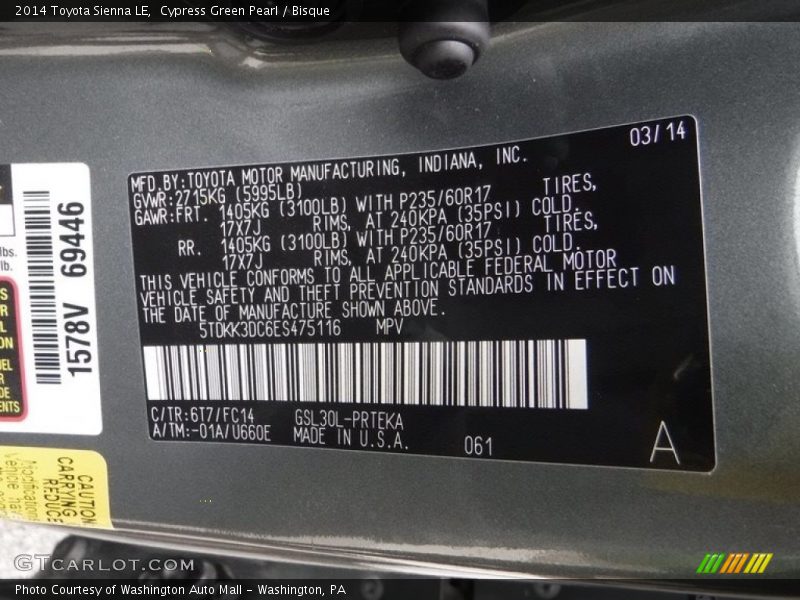 2014 Toyota Sienna LE, Cypress Green Pearl / Bisque
03/14
MFD.BY:TOYOTA MOTOR MANUFACTURING, INDIANA, INC.
GVWR:2715KG (5995LB)
GAWR:FRT. 1405KG (3100LB) WITH P235/60R17 TIRES,
17X7J RIMS, AT 240KPA (35PSI) COLD.
RR. 1405KG (3100LB) WITH P235/60R17 TIRES,
17X7J RIMS, AT 240KPA (35PSI) COLD.
THIS VEHICLE CONFORMS TO ALL APPLICABLE FEDERAL MOTOR
VEHICLE SAFETY AND THEFT PREVENTION STANDARDS IN EFFECT ON
THE DATE OF MANUFACTURE SHOWN ABOVE.
5TDKK3DC6ES475116 MPV
C/TR:6T7/FC14 GSL30L-PRTEKA
A/TM:-01A/U660E MADE IN U.S.A. 061
A
1578V 69446
lbs.
lb.
CAUTION
CARRYING
REDUCE
GTCARLOT.COM
Photo Courtesy of Washington Auto Mall - Washington, PA